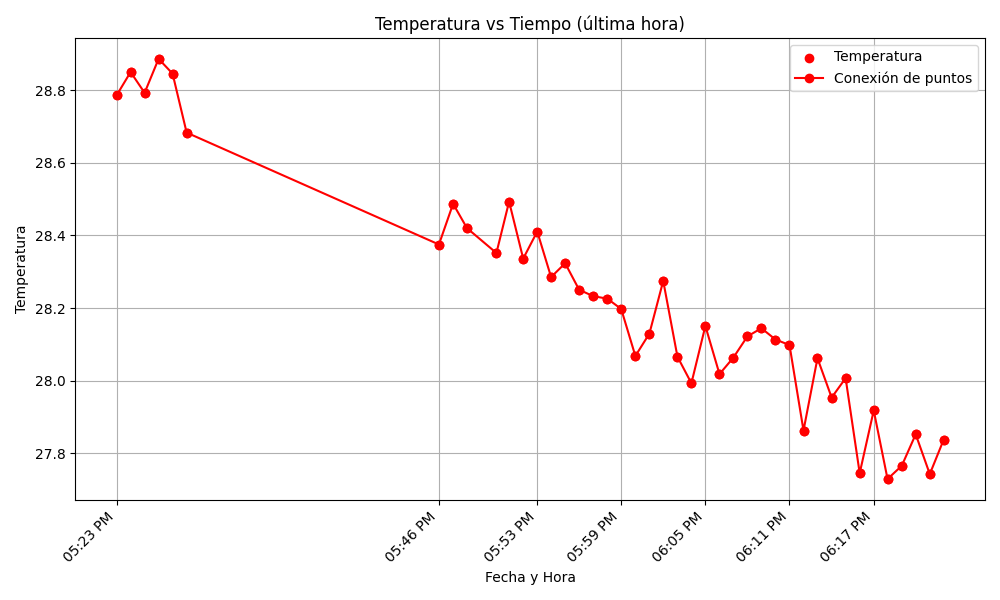 Temperatura vs Tiempo (última hora)
Temperatura
Conexión de puntos
Temperatura
28.8
28.6
28.4
28.2
28.0
27.8
05:23 PM
05:46 PM
05:53 PM
05:59 PM
06:05 PM
06:11 PM
06:17 PM
Fecha y Hora